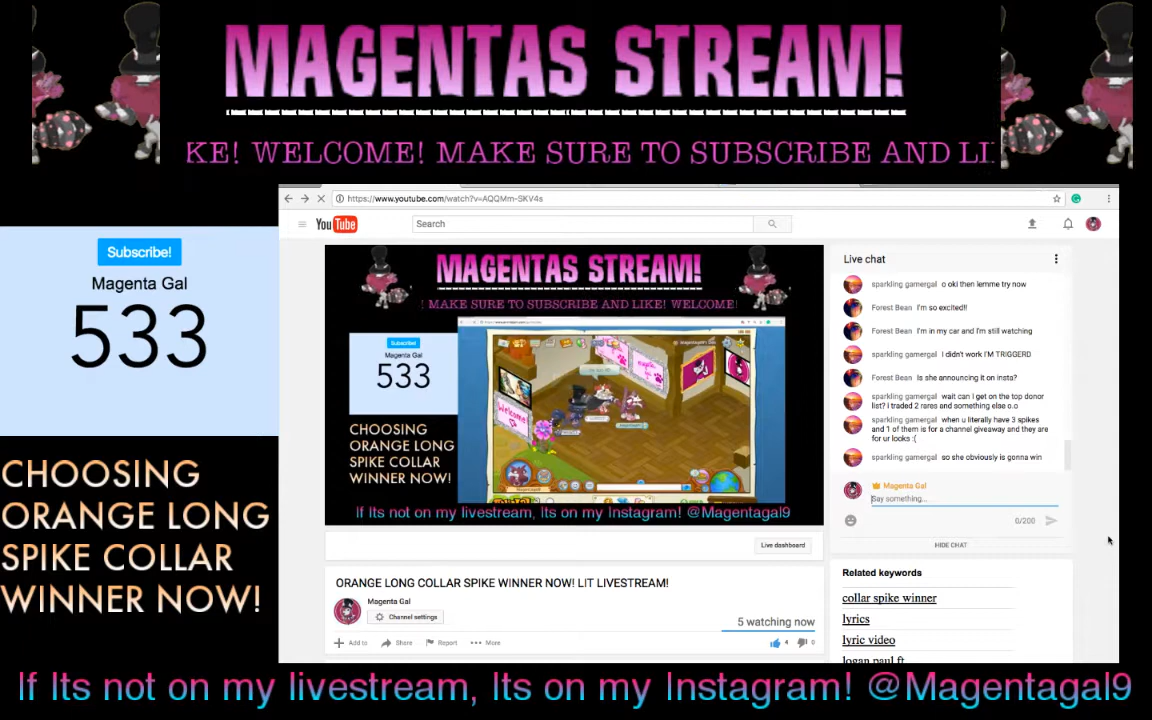 MAGENTAS STREAM!
KE! WELCOME! MAKE SURE TO SUBSCRIBE AND LI
https://www.youtube.com/watch?v=AQQMm-SKV4s
YouTube
Search
Subscribe!
Magenta Gal
533
CHOOSING
ORANGE LONG
SPIKE COLLAR
WINNER NOW!
MAGENTAS STREAM!
! MAKE SURE TO SUBSCRIBE AND LIKE! WELCOME!
Subscribe!
Magenta Gal
533
CHOOSING
ORANGE LONG
SPIKE COLLAR
WINNER NOW!
Welcome!
If Its not on my livestream, Its on my Instagram! @Magentagal9
Live dashboard
ORANGE LONG COLLAR SPIKE WINNER NOW! LIT LIVESTREAM!
Magenta Gal
Channel settings
5 watching now
Add to
Share
Report
More
4
0
Live chat
sparkling gamergal o oki then lemme try now
Forest Bean I'm so excited!!
Forest Bean I'm in my car and I'm still watching
sparkling gamergal I didn't work I'M TRIGGERD
Forest Bean Is she announcing it on insta?
sparkling gamergal wait can I get on the top donor
list? I traded 2 rares and something else o.o
sparkling gamergal when u literally have 3 spikes
and 1 of them is for a channel giveaway and they are
for ur looks :(
sparkling gamergal so she obviously is gonna win
Magenta Gal
Say something...
0/200
HIDE CHAT
Related keywords
collar spike winner
lyrics
lyric video
logan paul ft
If Its not on my livestream, Its on my Instagram! @Magentagal9